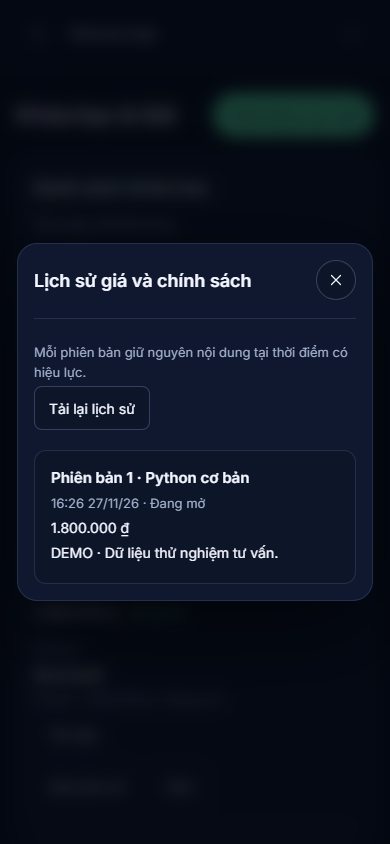 Lịch sử giá và chính sách
Mỗi phiên bản giữ nguyên nội dung tại thời điểm có
hiệu lực.
Tải lại lịch sử
Phiên bản 1 · Python cơ bản
16:26 27/11/26 · Đang mở
1.800.000 ₫
DEMO · Dữ liệu thử nghiệm tư vấn.